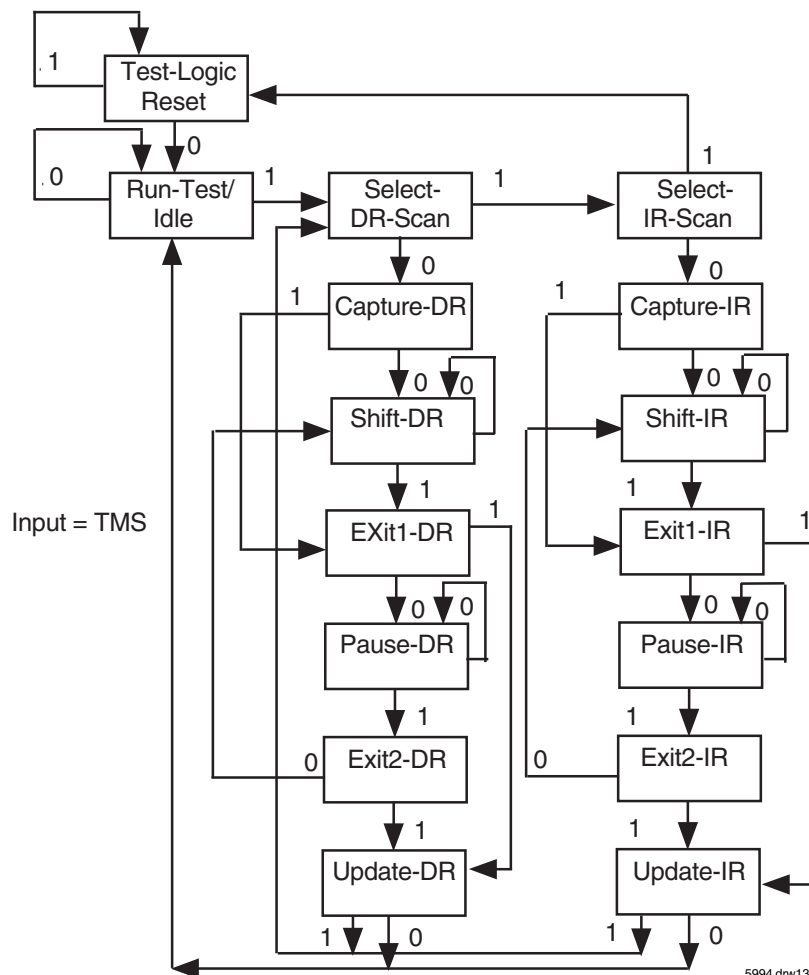 1
Test-Logic
Reset
0
1
0
Run-Test/
Idle
1
Select-
DR-Scan
1
Select-
IR-Scan
0
0
1
Capture-DR
1
Capture-IR
0
0
0
0
Shift-DR
Shift-IR
1
1
Input = TMS
EXit1-DR
1
Exit1-IR
1
0
0
0
0
Pause-DR
Pause-IR
1
1
0
Exit2-DR
0
Exit2-IR
1
1
Update-DR
Update-IR
1
0
1
0
5994 drw13